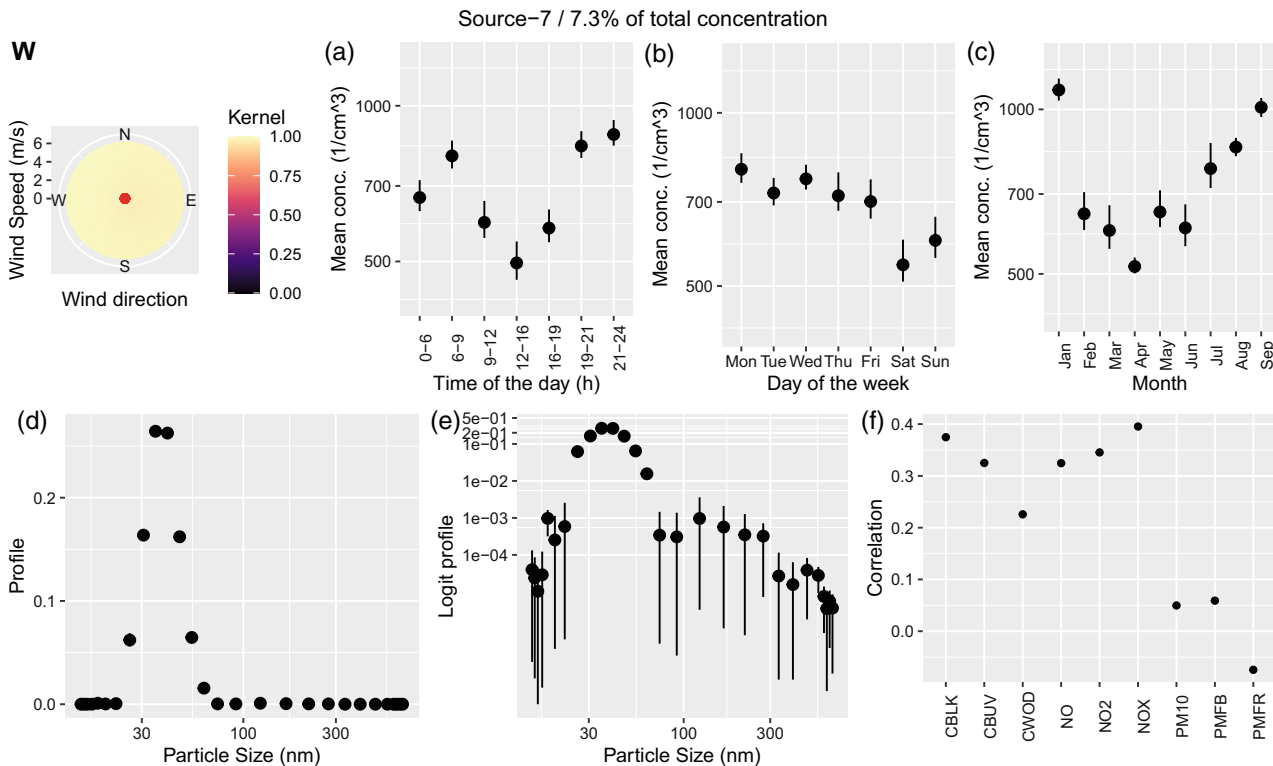 Source−7 / 7.3% of total concentration
W
Wind Speed (m/s)
6
4
2
0
N
W
E
S
Wind direction
Kernel
1.00
0.75
0.50
0.25
0.00
(a)
Mean conc. (1/cm^3)
1000
700
500
0−6
6−9
9−12
12−16
16−19
19−21
21−24
Time of the day (h)
(b)
Mean conc. (1/cm^3)
1000
700
500
Mon Tue Wed Thu Fri Sat Sun
Day of the week
(c)
Mean conc. (1/cm^3)
1000
700
500
Jan
Feb
Mar
Apr
May
Jun
Jul
Aug
Sep
Month
(d)
Profile
0.2
0.1
0.0
30 100 300
Particle Size (nm)
(e)
Logit profile
5e−01
2e−01
1e−01
1e−02
1e−03
1e−04
30 100 300
Particle Size (nm)
(f)
Correlation
0.4
0.3
0.2
0.1
0.0
CBLK
CBUV
CWOD
NO
NO2
NOX
PM10
PMFB
PMFR